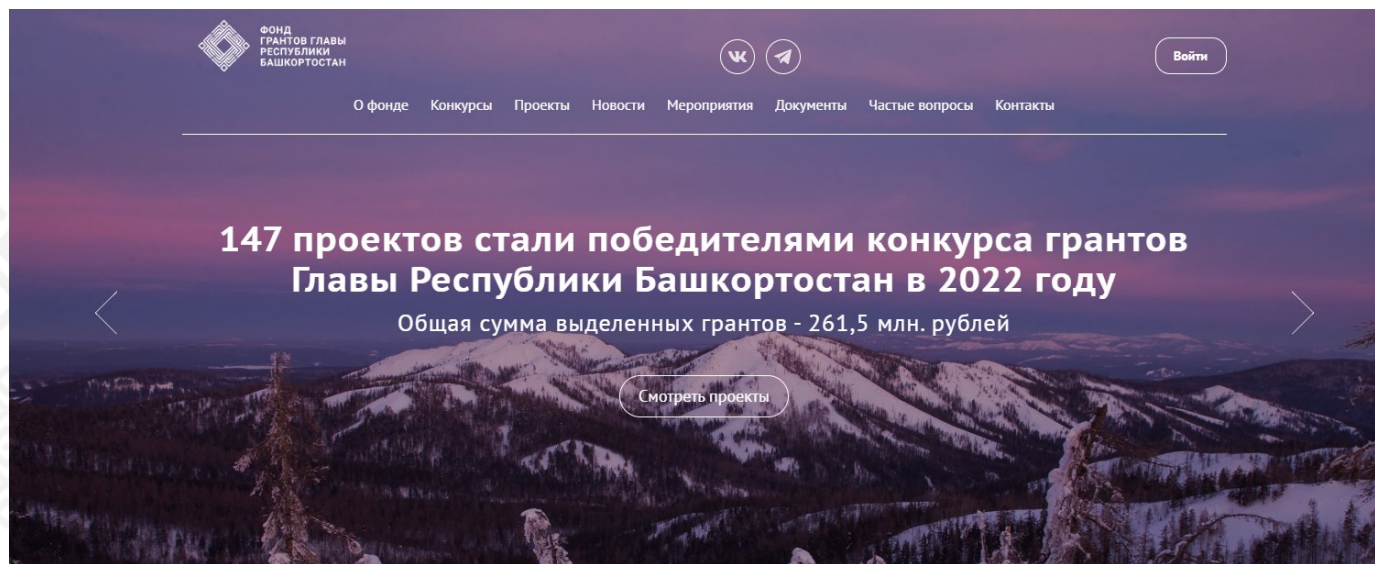 ФОНД
ГРАНТОВ ГЛАВЫ
РЕСПУБЛИКИ
БАШКОРТОСТАН
Войти
О фонде Конкурсы Проекты Новости Мероприятия Документы Частые вопросы Контакты
147 проектов стали победителями конкурса грантов
Главы Республики Башкортостан в 2022 году
Общая сумма выделенных грантов - 261,5 млн. рублей
Смотреть проекты